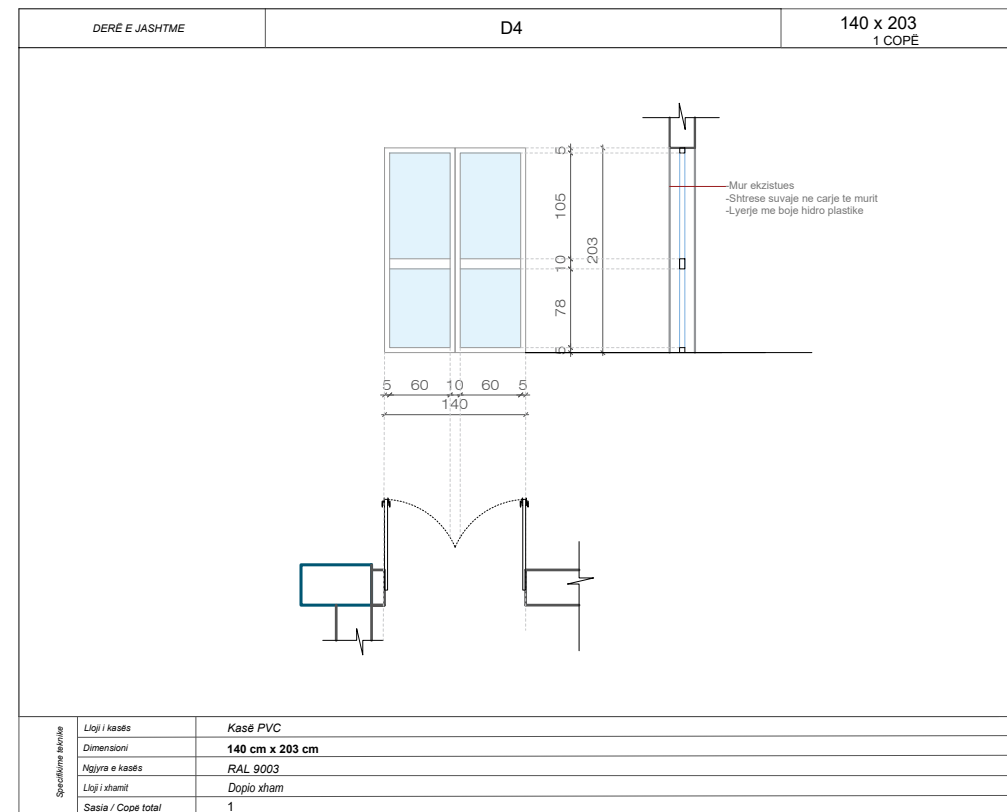 DERË E JASHTME
D4
140 x 203
1 COPË
5
105
10
78
5
203
-Mur ekzistues
-Shtrese suvaje ne carje te murit
-Lyerje me boje hidro plastike
5 60 10 60 5
140
Specifikime teknike
Lloji i kasës Kasë PVC
Dimensioni 140 cm x 203 cm
Ngjyra e kasës RAL 9003
Lloji i xhamit Dopio xham
Sasia / Copë total 1